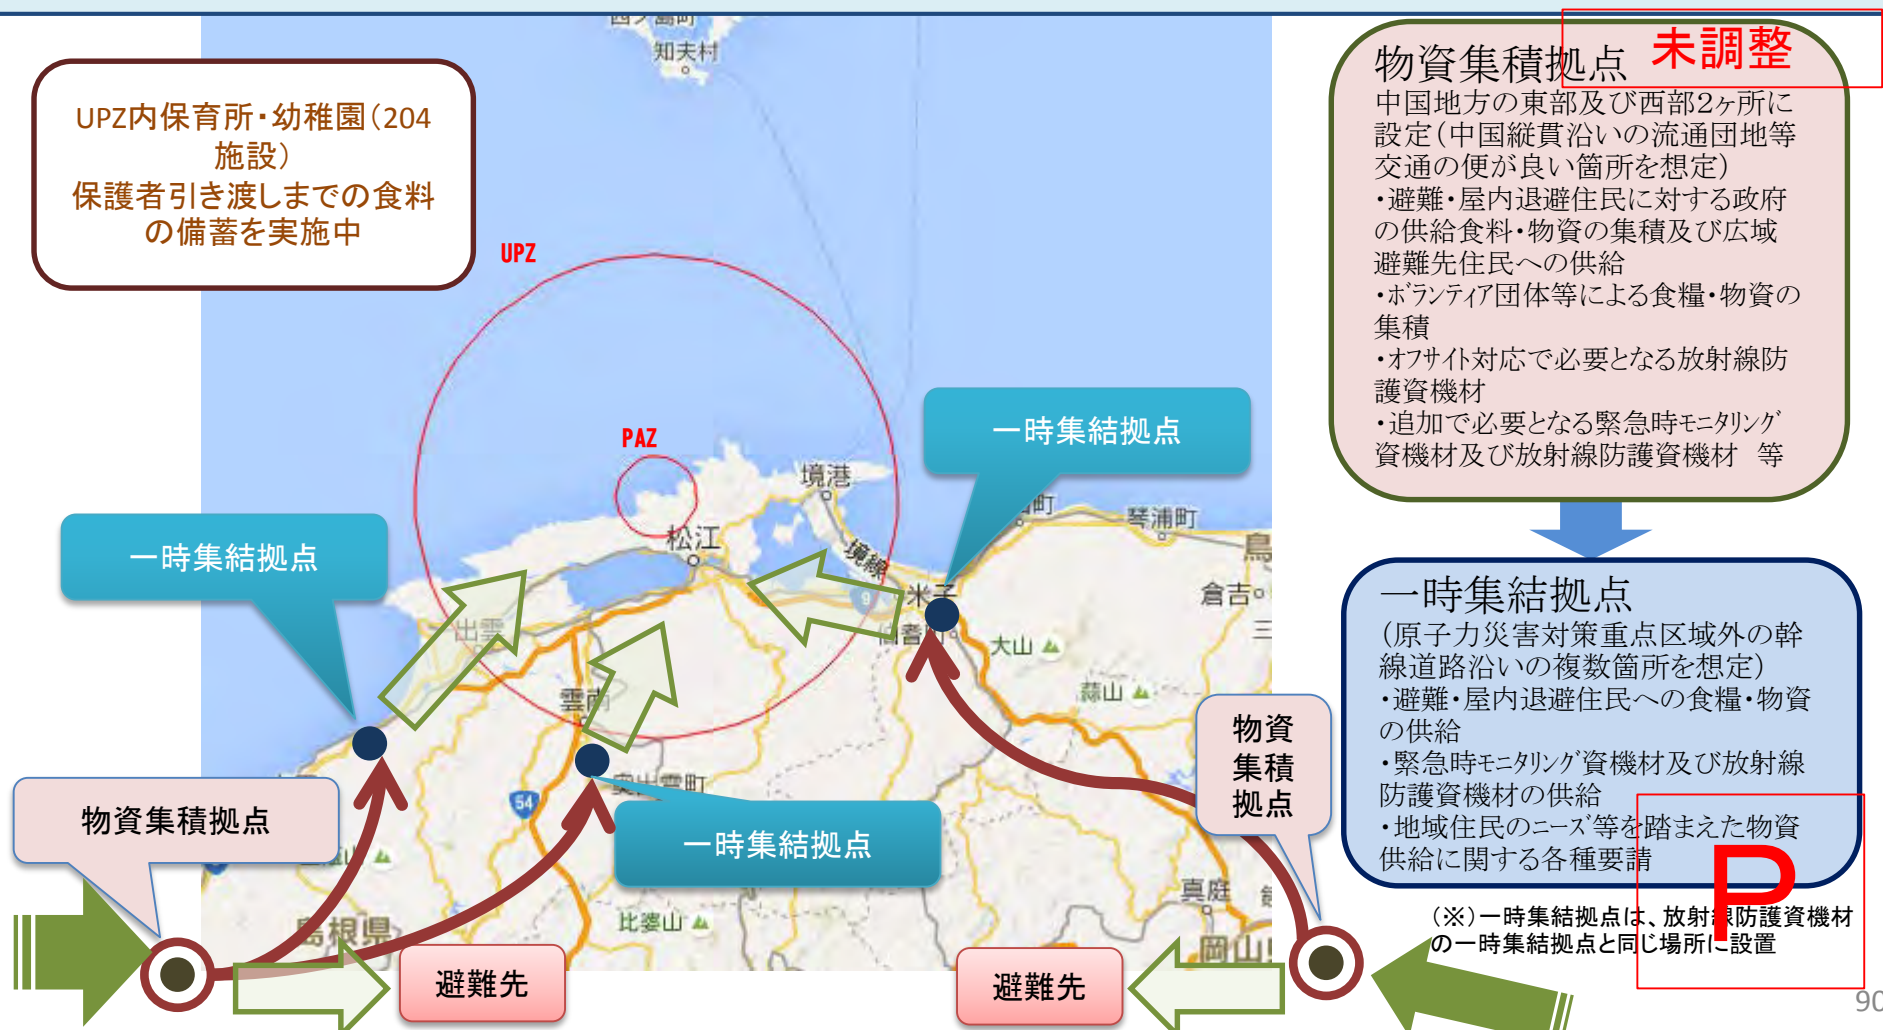 知夫村
UPZ内保育所・幼稚園（204
施設）
保護者引き渡しまでの食料
の備蓄を実施中
UPZ
PAZ
一時集結拠点
境港
松江
境線
琴浦町
倉吉
米子
9
大山
蒜山
一時集結拠点
出雲
雲南
奥出雲町
54
一時集結拠点
物資集積拠点
物資
集積
拠点
真庭
比婆山
島根県
岡山
避難先
避難先
未調整
物資集積拠点
中国地方の東部及び西部2ヶ所に
設定（中国縦貫沿いの流通団地等
交通の便が良い箇所を想定）
・避難・屋内退避住民に対する政府
の供給食料・物資の集積及び広域
避難先住民への供給
・ﾎﾞﾗﾝﾃｨｱ団体等による食糧・物資の
集積
・ｵﾌｻｲﾄ対応で必要となる放射線防
護資機材
・追加で必要となる緊急時ﾓﾆﾀﾘﾝｸﾞ
資機材及び放射線防護資機材　等
一時集結拠点
（原子力災害対策重点区域外の幹
線道路沿いの複数箇所を想定）
・避難・屋内退避住民への食糧・物資
の供給
・緊急時ﾓﾆﾀﾘﾝｸﾞ資機材及び放射線
防護資機材の供給
・地域住民のﾆｰｽﾞ等を踏まえた物資
供給に関する各種要請
P
（※）一時集結拠点は、放射線防護資機材
の一時集結拠点と同じ場所に設置
90